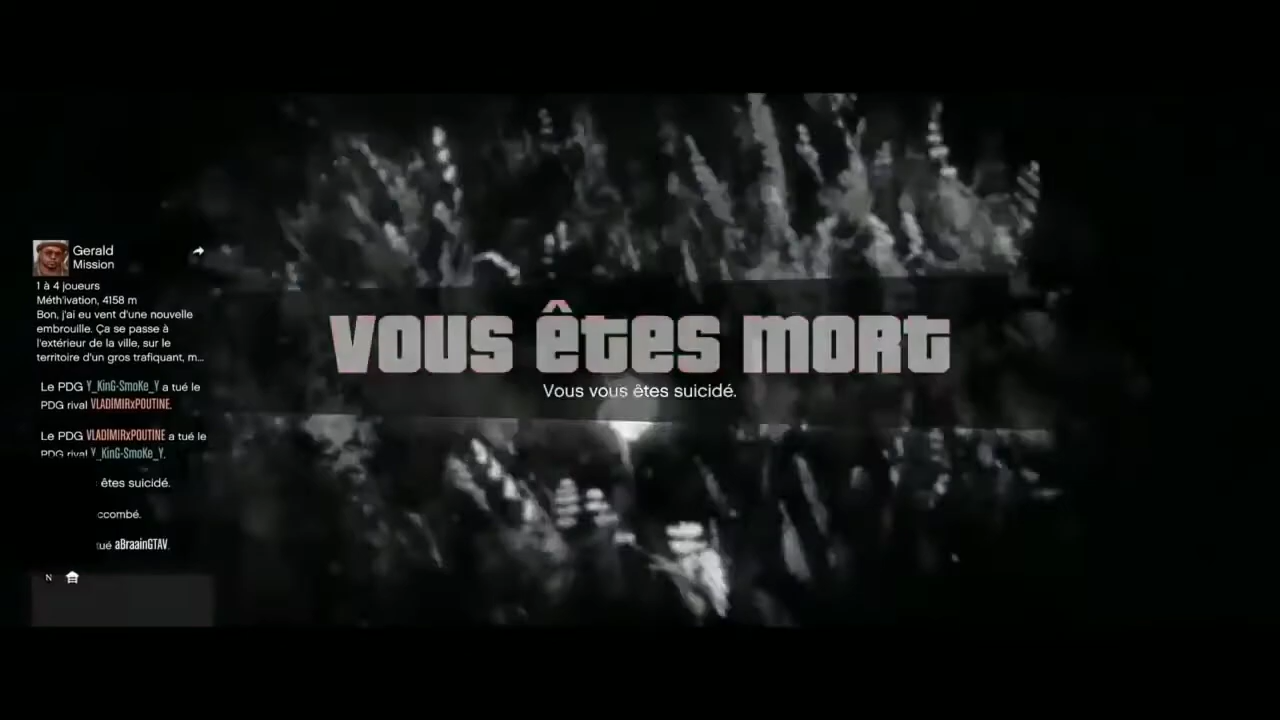 Gerald
Mission
1 à 4 joueurs
Méth'ivation, 4158 m
Bon, j'ai eu vent d'une nouvelle
embrouille. Ça se passe à
l'extérieur de la ville, sur le
territoire d'un gros trafiquant, m...
Le PDG Y_KinG-SmoKe_Y a tué le
PDG rival VLADIMIRxPOUTINE.
Le PDG VLADIMIRxPOUTINE a tué le
PDG rival Y_KinG-SmoKe_Y.
êtes suicidé.
ccombé.
tué aBraainGTAV.
N
VOUS êtes MORT
Vous vous êtes suicidé.